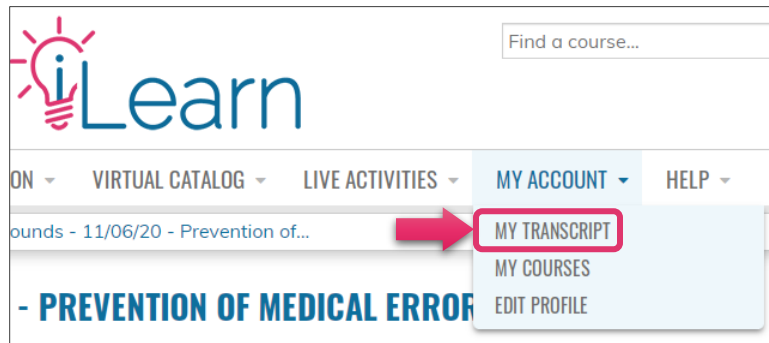 Find a course...
iLearn
ON VIRTUAL CATALOG LIVE ACTIVITIES MY ACCOUNT HELP
ounds - 11/06/20 - Prevention of...
MY TRANSCRIPT
MY COURSES
EDIT PROFILE
- PREVENTION OF MEDICAL ERROR